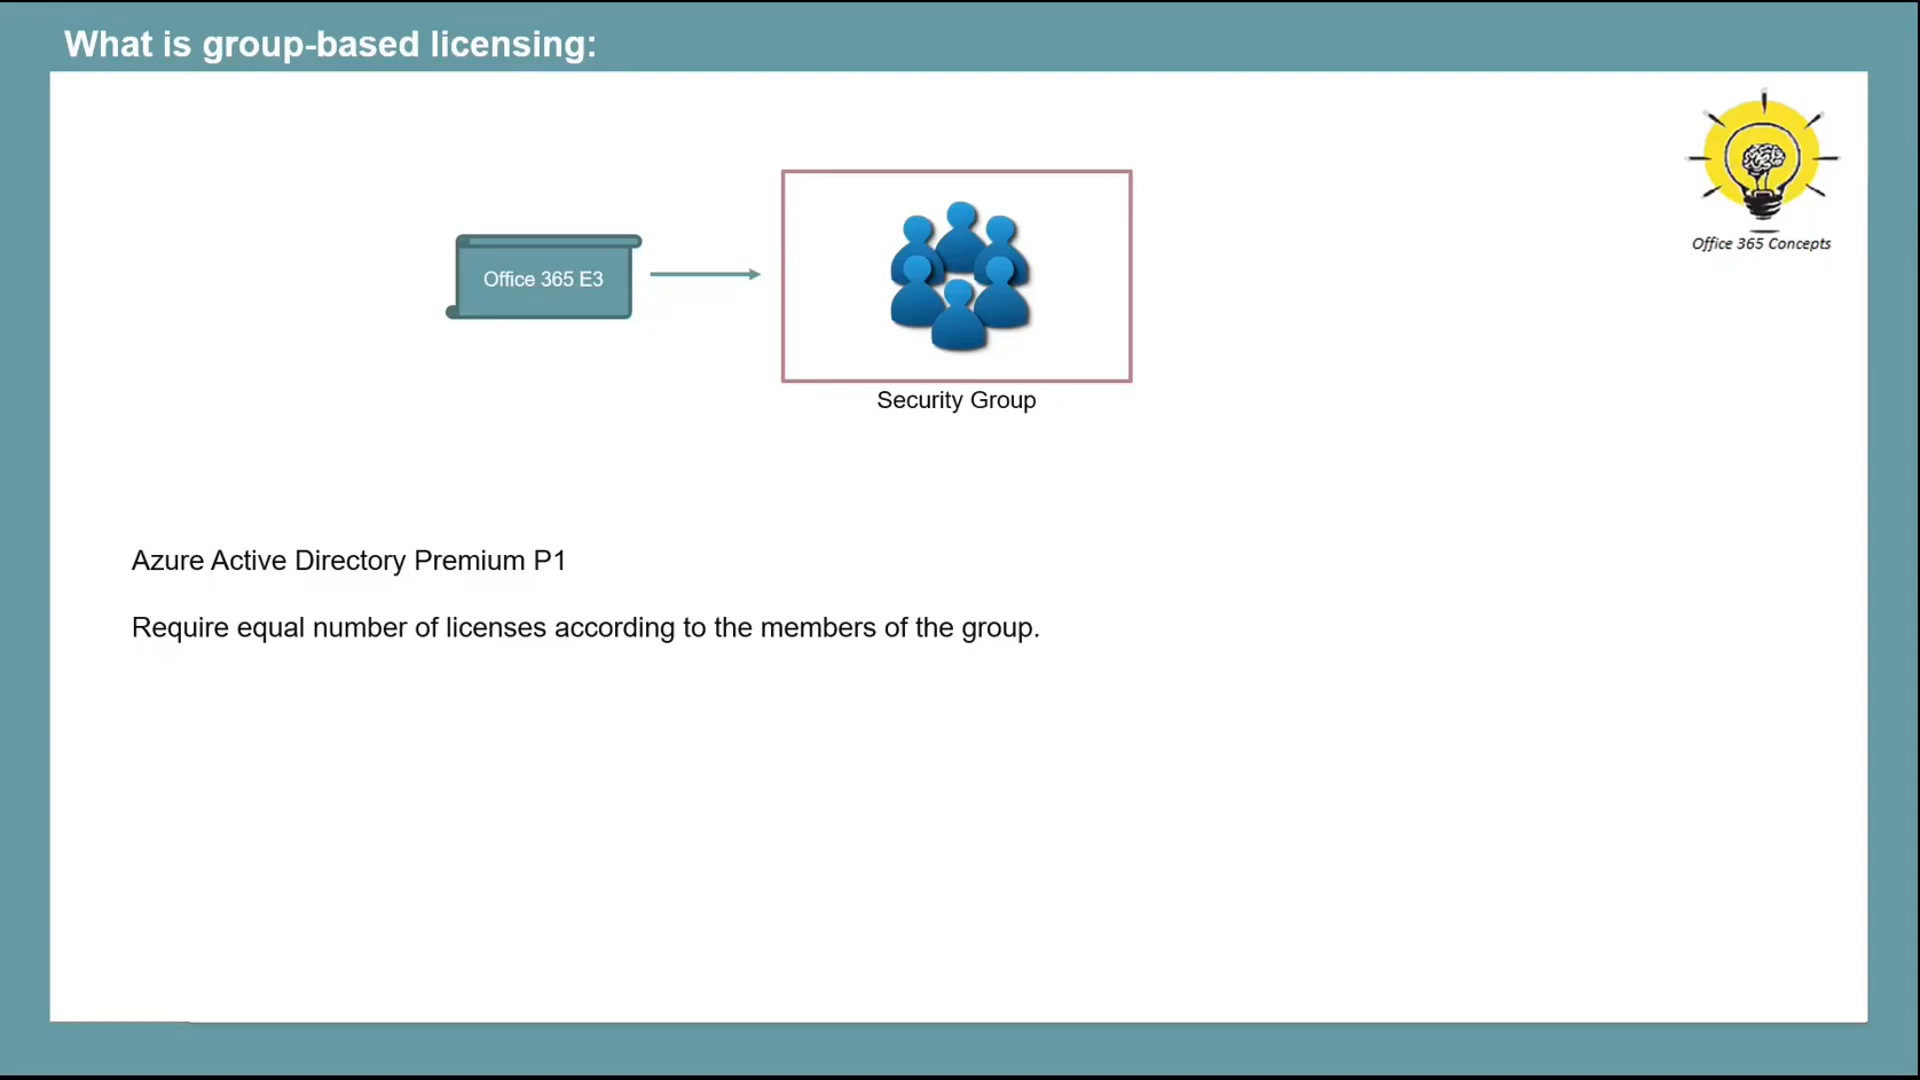 What is group-based licensing:
Office 365 Concepts
Office 365 E3
Security Group
Azure Active Directory Premium P1
Require equal number of licenses according to the members of the group.